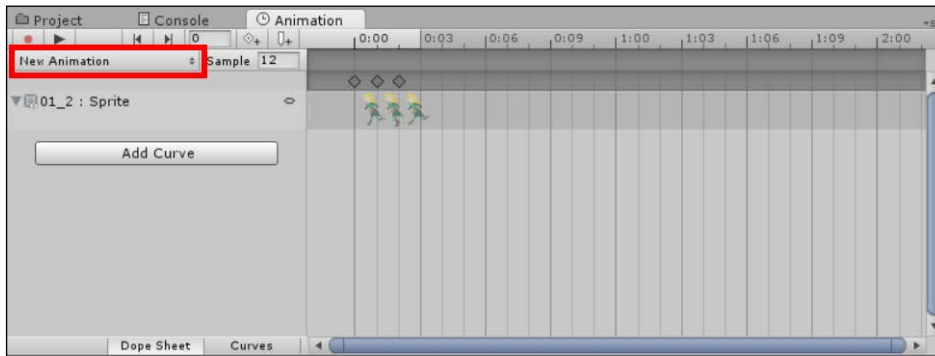 Project Console Animation
0 0:00 0:03 0:06 0:09 1:00 1:03 1:06 1:09 2:00
New Animation Sample 12
01_2 : Sprite
Add Curve
Dope Sheet Curves